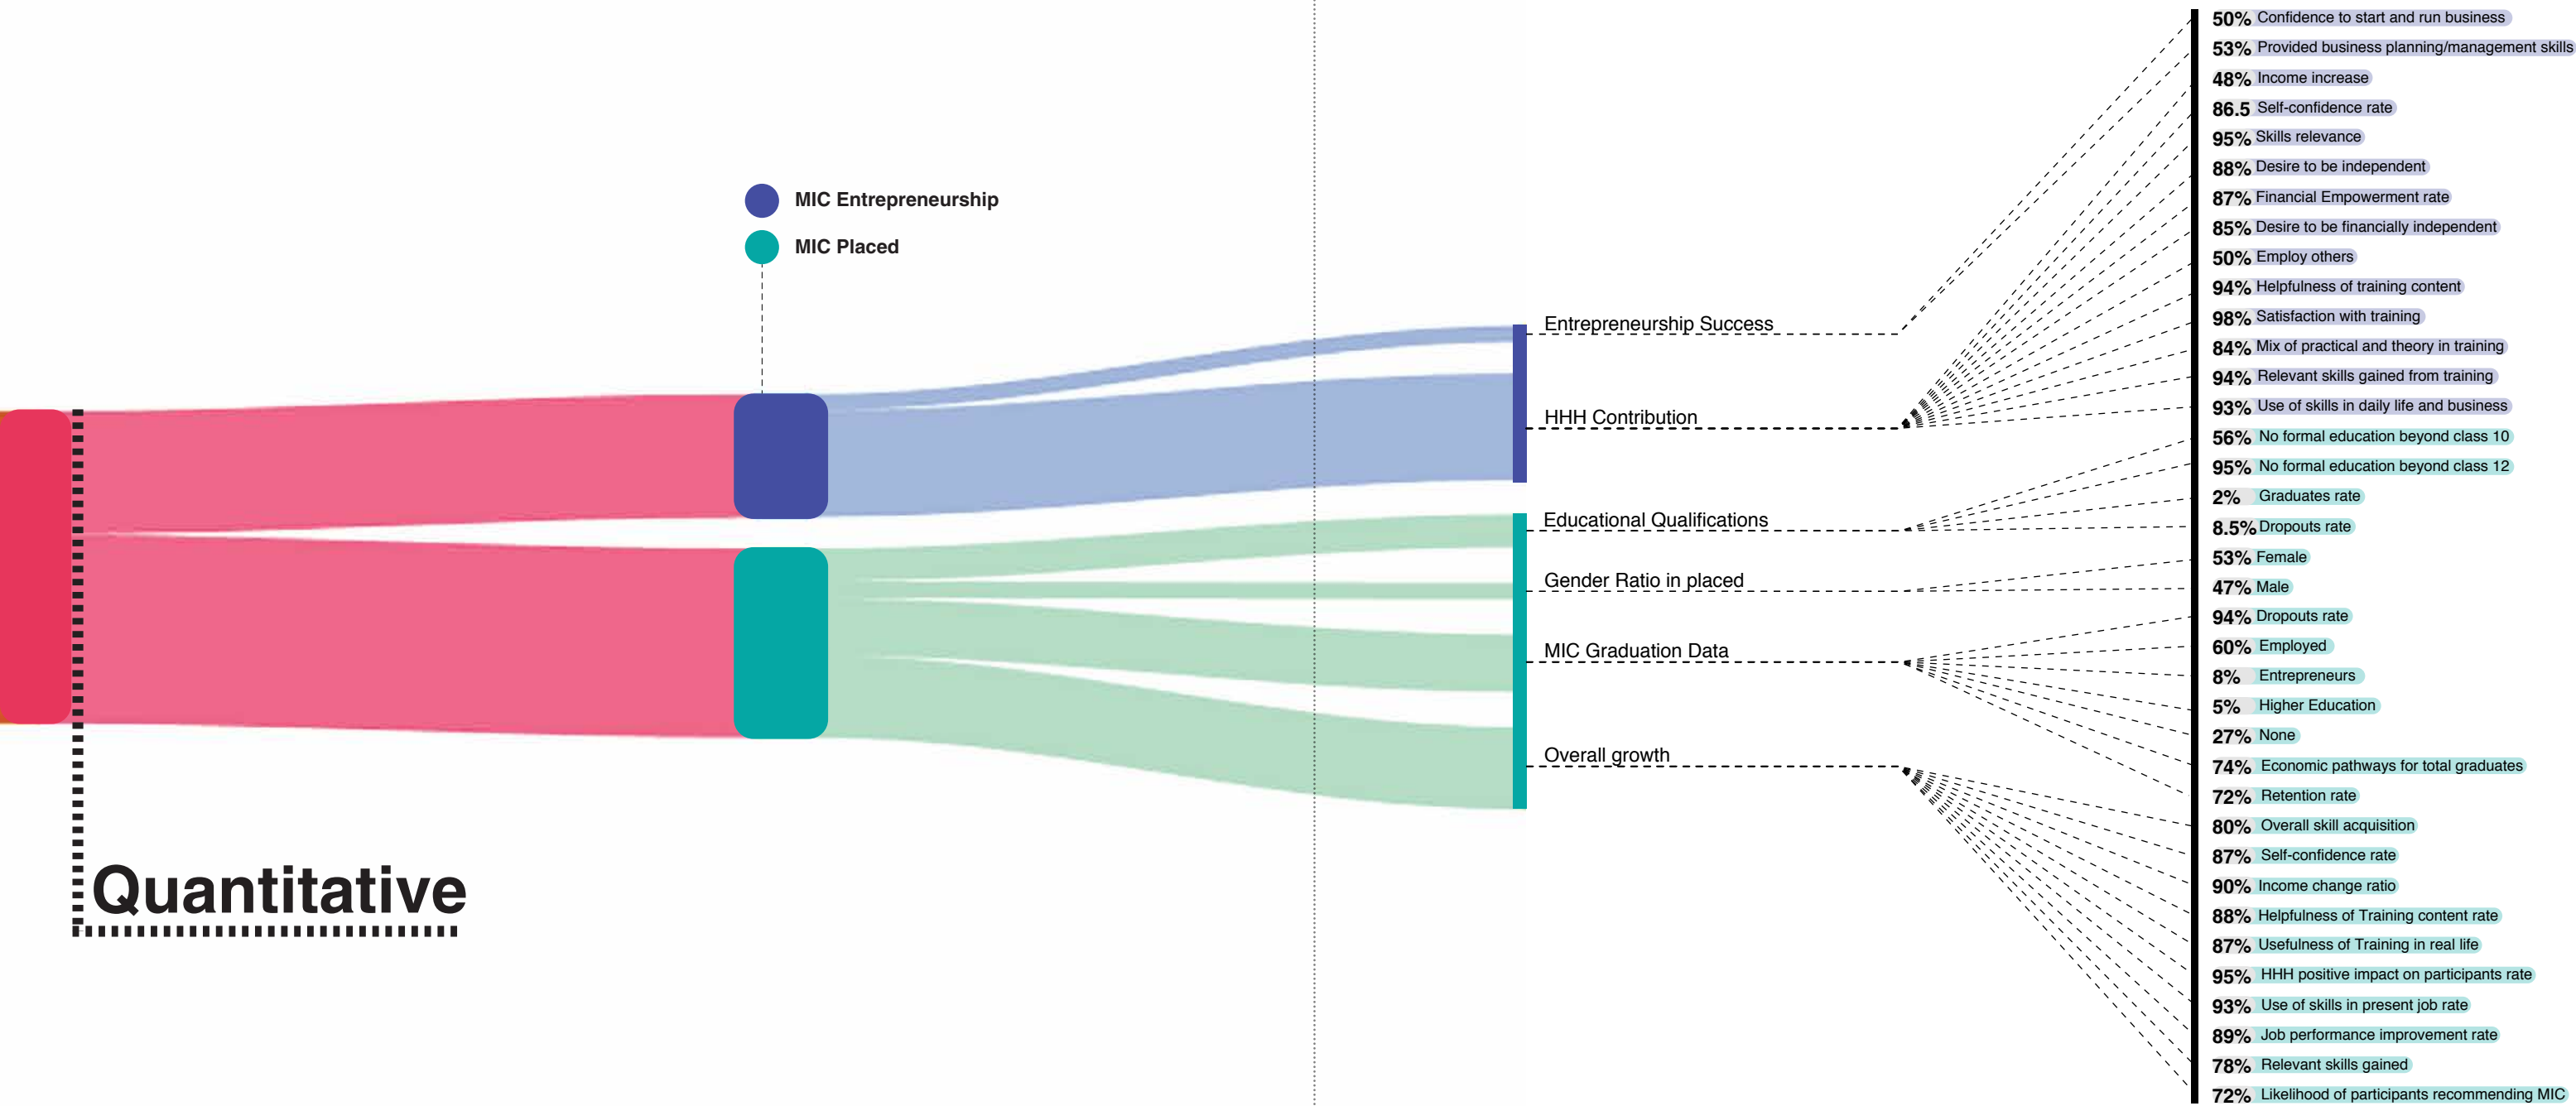 MIC Entrepreneurship
MIC Placed
Quantitative
Entrepreneurship Success
HHH Contribution
Educational Qualifications
Gender Ratio in placed
MIC Graduation Data
Overall growth
50% Confidence to start and run business
53% Provided business planning/management skills
48% Income increase
86.5 Self-confidence rate
95% Skills relevance
88% Desire to be independent
87% Financial Empowerment rate
85% Desire to be financially independent
50% Employ others
94% Helpfulness of training content
98% Satisfaction with training
84% Mix of practical and theory in training
94% Relevant skills gained from training
93% Use of skills in daily life and business
56% No formal education beyond class 10
95% No formal education beyond class 12
2% Graduates rate
8.5% Dropouts rate
53% Female
47% Male
94% Dropouts rate
60% Employed
8% Entrepreneurs
5% Higher Education
27% None
74% Economic pathways for total graduates
72% Retention rate
80% Overall skill acquisition
87% Self-confidence rate
90% Income change ratio
88% Helpfulness of Training content rate
87% Usefulness of Training in real life
95% HHH positive impact on participants rate
93% Use of skills in present job rate
89% Job performance improvement rate
78% Relevant skills gained
72% Likelihood of participants recommending MIC